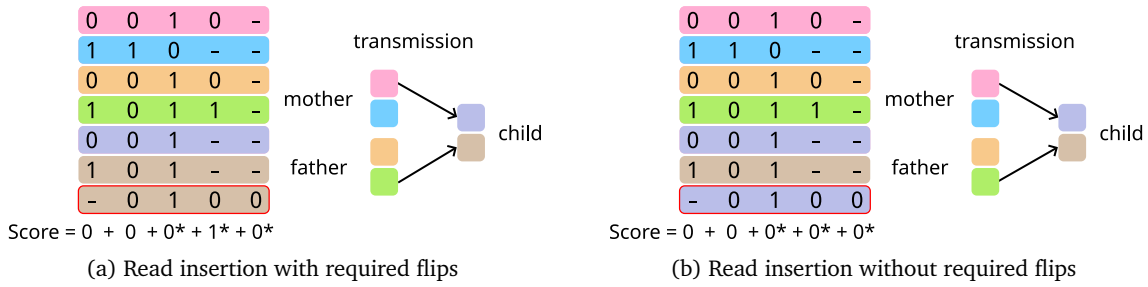 0 0 1 0 –
1 1 0 – –
0 0 1 0 –
1 0 1 1 –
0 0 1 – –
1 0 1 – –
– 0 1 0 0
Score = 0 + 0 + 0* + 1* + 0*
transmission
mother
father
child
(a) Read insertion with required flips
0 0 1 0 –
1 1 0 – –
0 0 1 0 –
1 0 1 1 –
0 0 1 – –
1 0 1 – –
– 0 1 0 0
Score = 0 + 0 + 0* + 0* + 0*
transmission
mother
father
child
(b) Read insertion without required flips